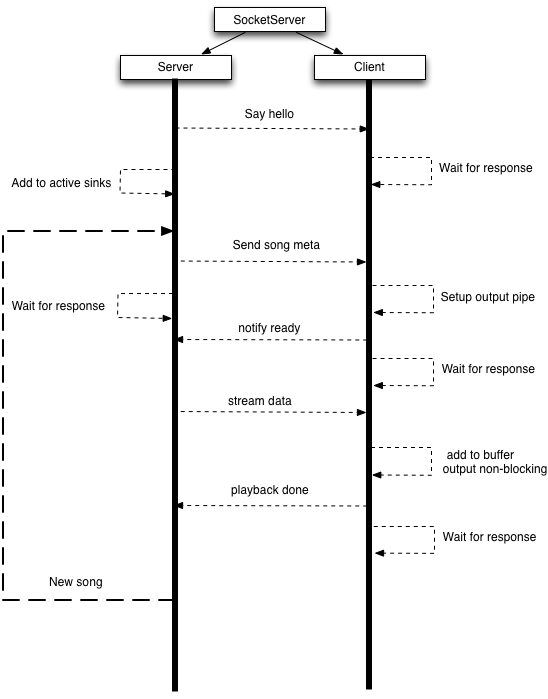 SocketServer
Server
Client
Say hello
Wait for response
Add to active sinks
Send song meta
Setup output pipe
Wait for response
notify ready
Wait for response
stream data
add to buffer
output non-blocking
playback done
Wait for response
New song